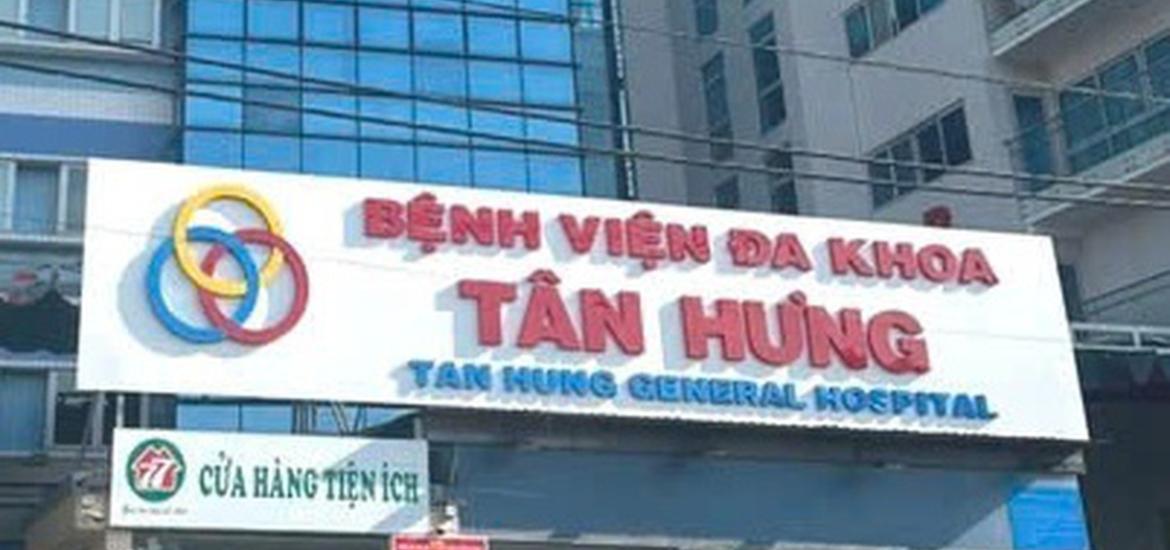 BỆNH VIỆN ĐA KHOA
TÂN HƯNG
TAN HUNG GENERAL HOSPITAL
CỬA HÀNG TIỆN ÍCH